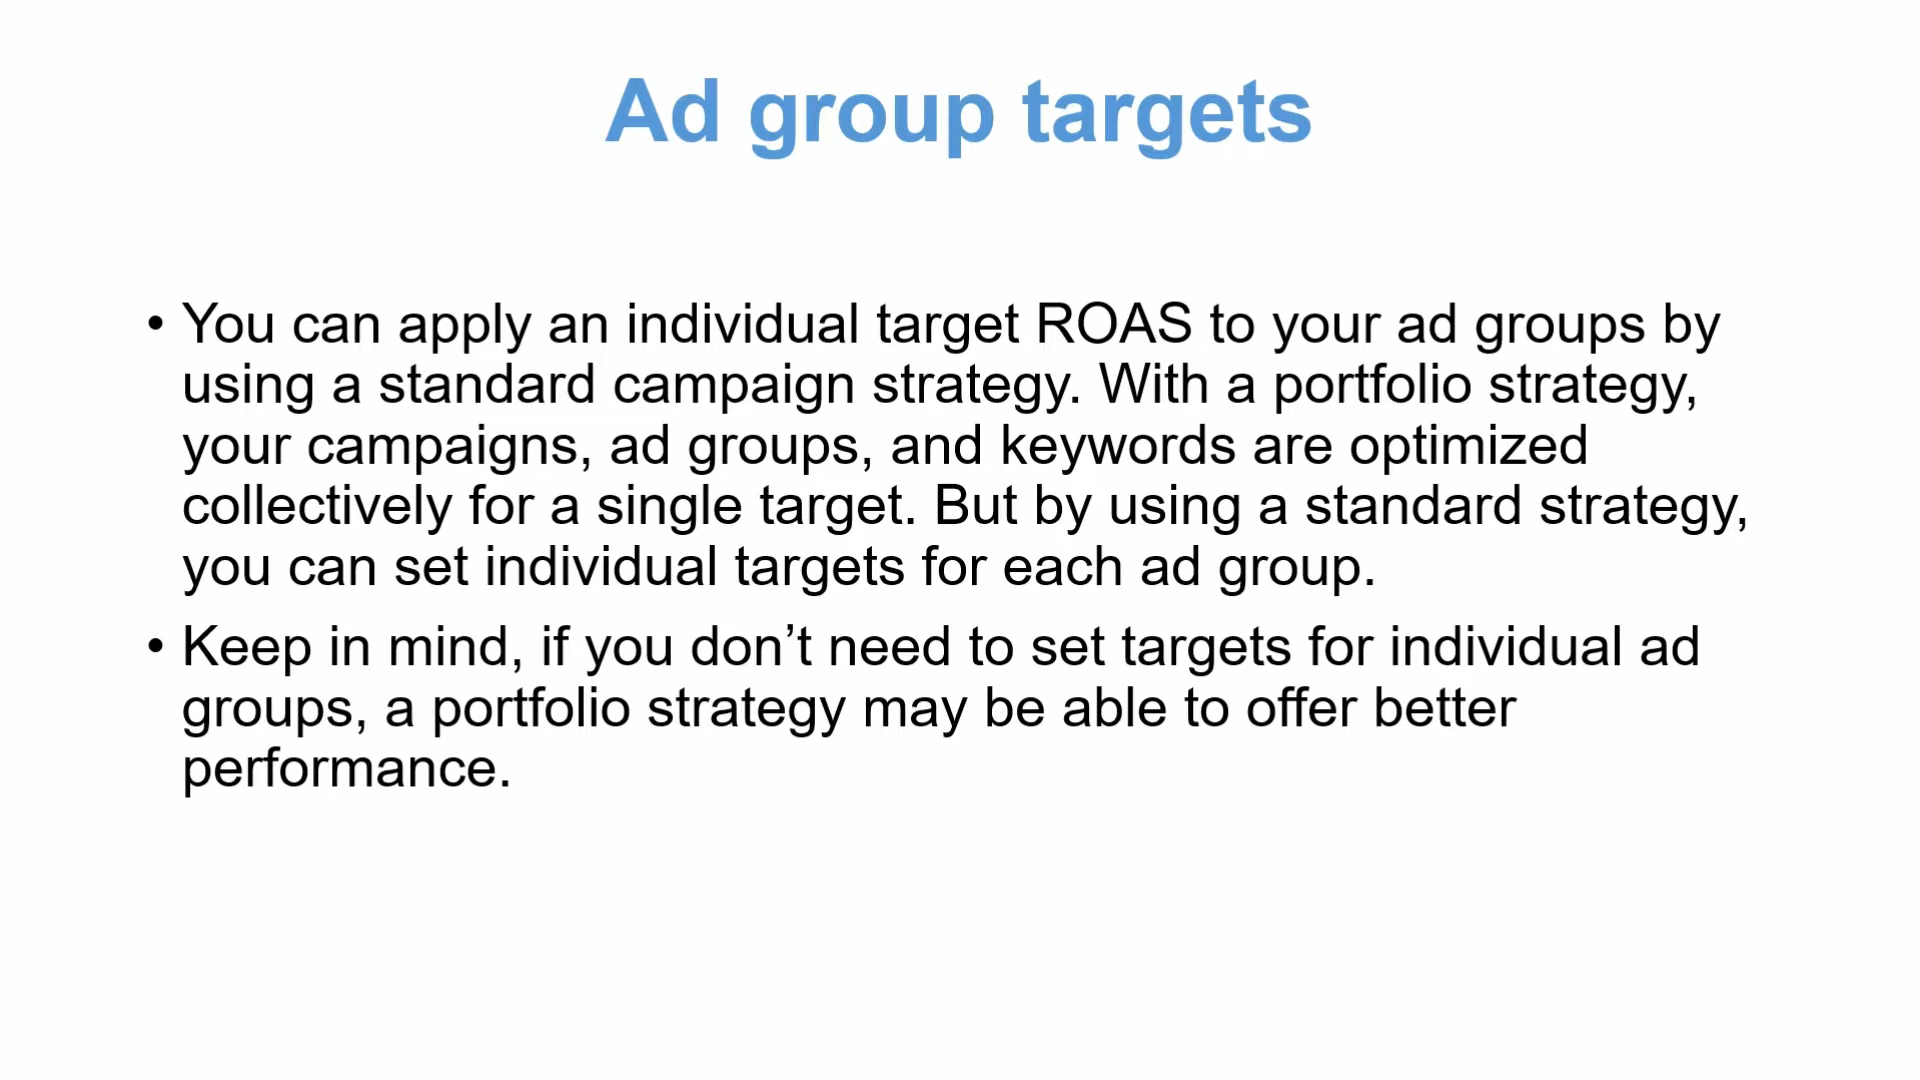 Ad group targets
• You can apply an individual target ROAS to your ad groups by
using a standard campaign strategy. With a portfolio strategy,
your campaigns, ad groups, and keywords are optimized
collectively for a single target. But by using a standard strategy,
you can set individual targets for each ad group.
• Keep in mind, if you don’t need to set targets for individual ad
groups, a portfolio strategy may be able to offer better
performance.